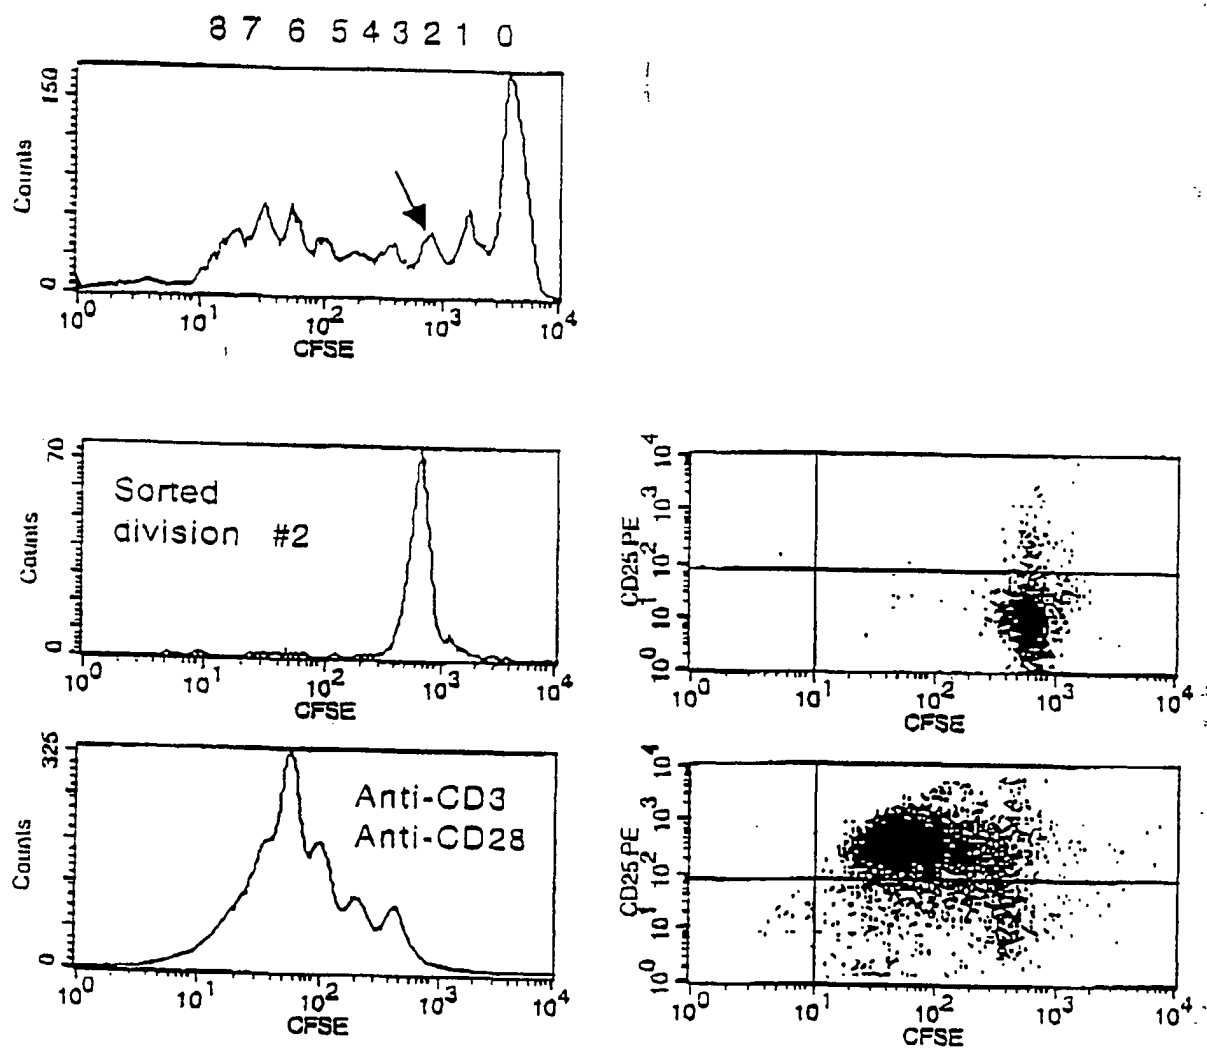 8 7 6 5 4 3 2 1 0
150
Counts
0
10⁰ 10¹ 10² 10³ 10⁴
CFSE
70
Counts
0
Sorted
division #2
10⁰ 10¹ 10² 10³ 10⁴
CFSE
10⁴
10³
10²
10¹
10⁰
CD25 PE
10⁰ 10¹ 10² 10³ 10⁴
CFSE
325
Counts
0
Anti-CD3
Anti-CD28
10⁰ 10¹ 10² 10³ 10⁴
CFSE
10⁴
10³
10²
10¹
10⁰
CD25 PE
10⁰ 10¹ 10² 10³ 10⁴
CFSE